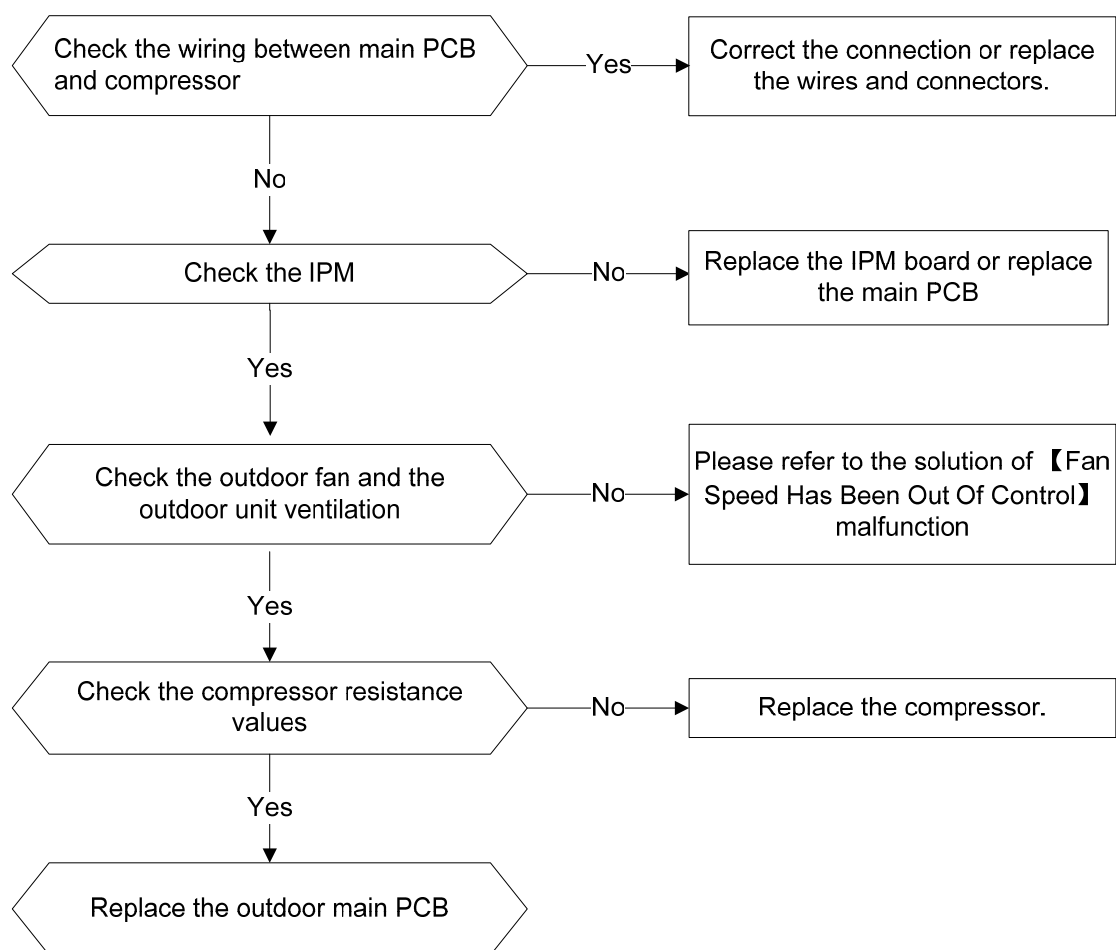 Check the wiring between main PCB
and compressor
Yes
Correct the connection or replace
the wires and connectors.
No
Check the IPM
No
Replace the IPM board or replace
the main PCB
Yes
Check the outdoor fan and the
outdoor unit ventilation
No
Please refer to the solution of 【Fan
Speed Has Been Out Of Control】
malfunction
Yes
Check the compressor resistance
values
No
Replace the compressor.
Yes
Replace the outdoor main PCB